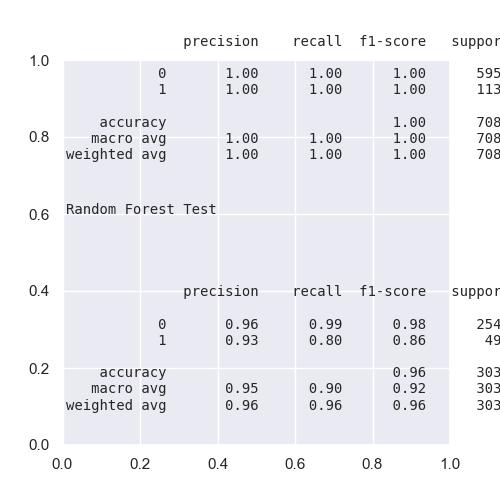 precision recall f1-score suppor
1.0
0 1.00 1.00 1.00 595
1 1.00 1.00 1.00 113
accuracy 1.00 708
0.8
macro avg 1.00 1.00 1.00 708
weighted avg 1.00 1.00 1.00 708
0.6
Random Forest Test
0.4
precision recall f1-score suppor
0 0.96 0.99 0.98 254
1 0.93 0.80 0.86 49
0.2
accuracy 0.96 303
macro avg 0.95 0.90 0.92 303
weighted avg 0.96 0.96 0.96 303
0.0
0.0 0.2 0.4 0.6 0.8 1.0